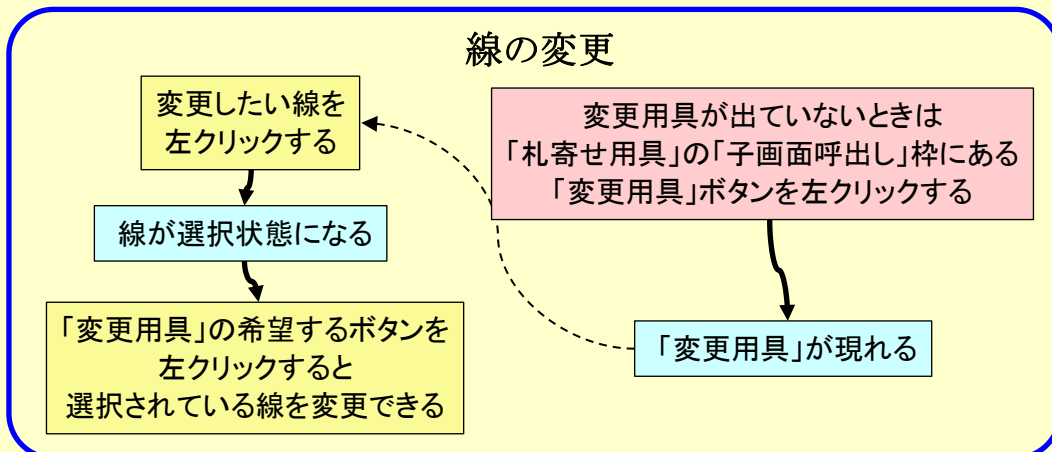 線の変更
変更したい線を
左クリックする
線が選択状態になる
「変更用具」の希望するボタンを
左クリックすると
選択されている線を変更できる
変更用具が出ていないときは
「札寄せ用具」の「子画面呼出し」枠にある
「変更用具」ボタンを左クリックする
「変更用具」が現れる